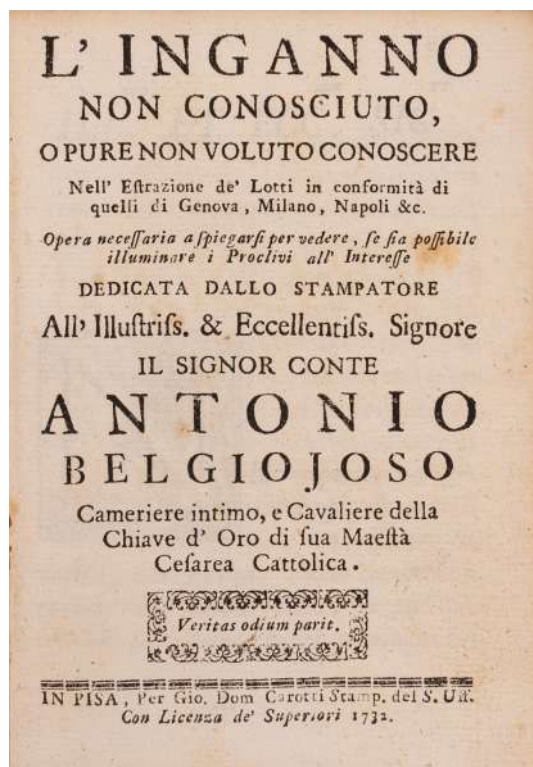 L' INGANNO
NON CONOSCIUTO,
OPURE NON VOLUTO CONOSCERE
Nell' Eſtrazione de' Lotti in conformità di
quelli di Genova, Milano, Napoli &c.
Opera neceſſaria a ſpiegarſi per vedere, ſe ſia poſſibile
illuminare i Proclivi all' Intereſſe
DEDICATA DALLO STAMPATORE
All' Illuſtriſs. & Eccellentiſs. Signore
IL SIGNOR CONTE
ANTONIO
BELGIOJOSO
Cameriere intimo, e Cavaliere della
Chiave d' Oro di ſua Maeſtà
Ceſarea Cattolica.
Veritas odium parit.
IN PISA, Per Gio. Dom Carotti Stamp. del S. Uff.
Con Licenza de' Superiori 1732.